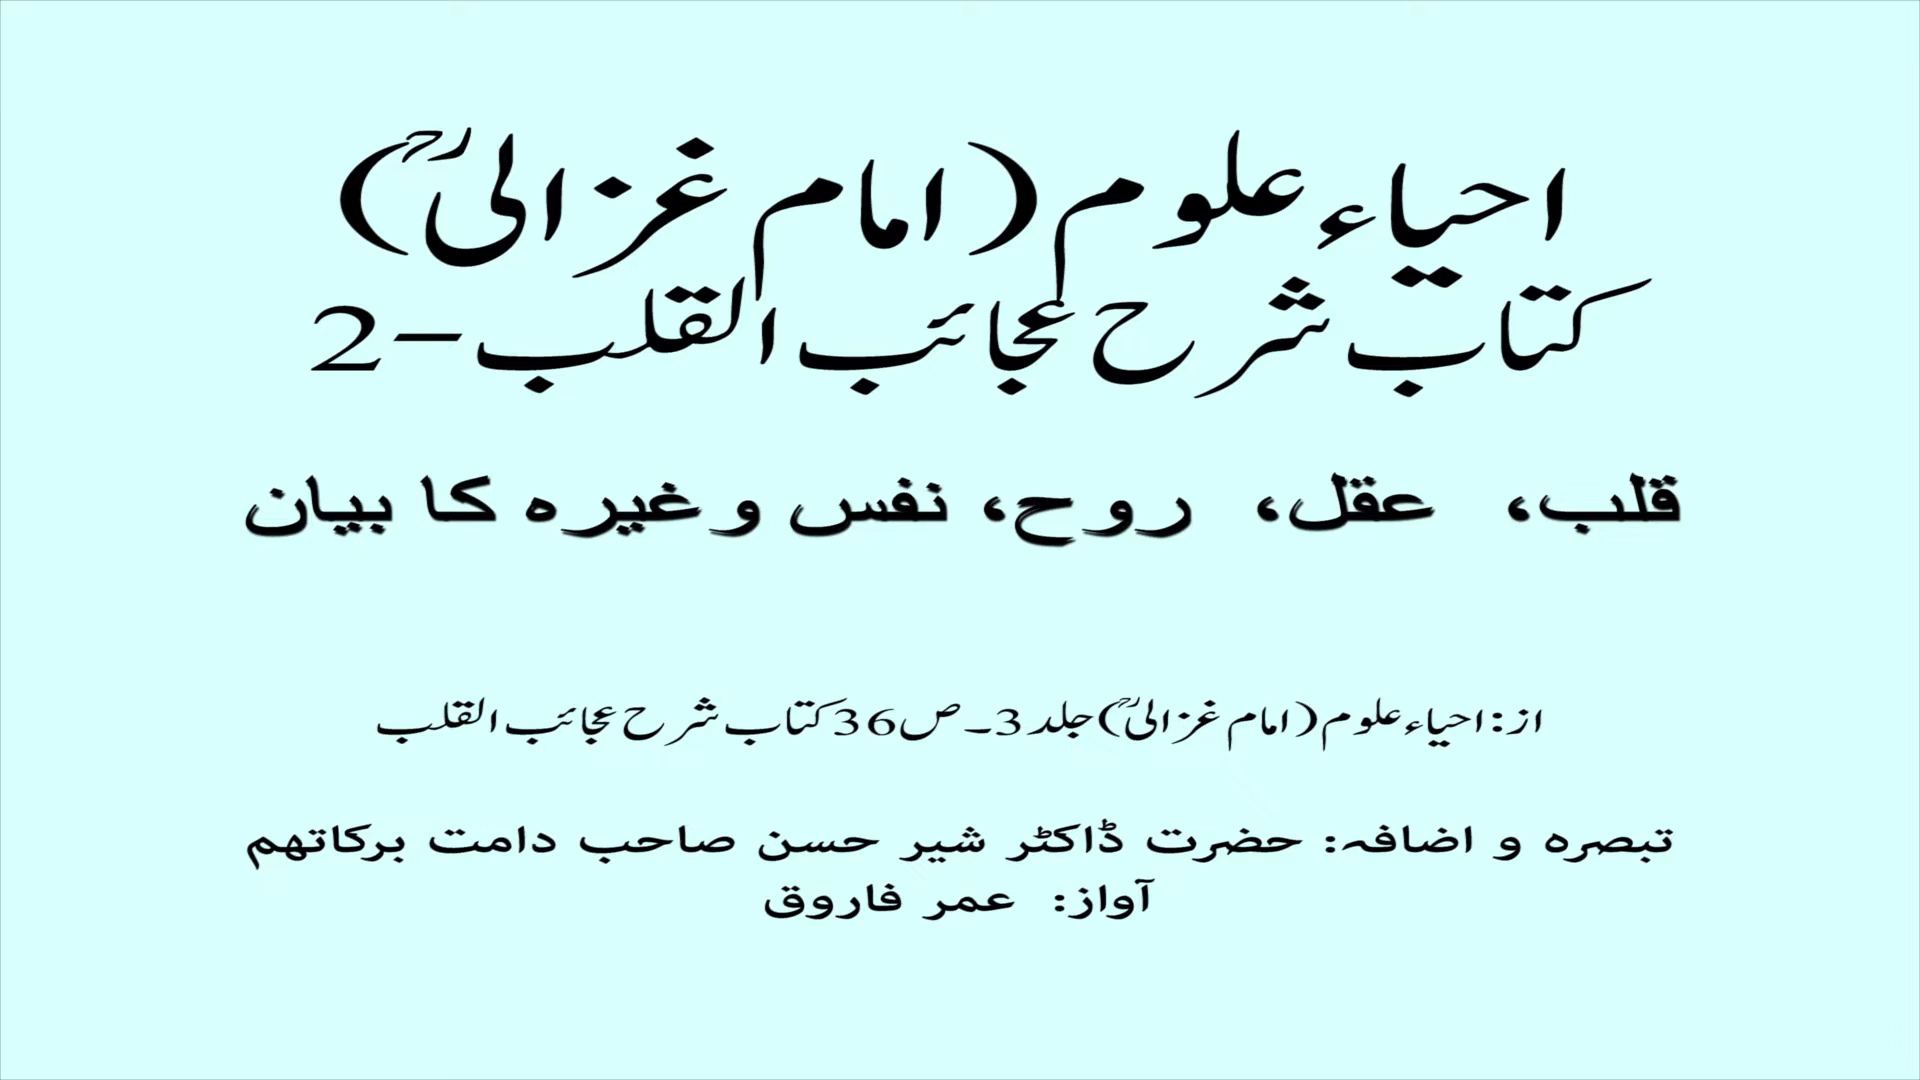 احیاء علوم (امام غزالیؒ)
کتاب شرح عجائب القلب -2
قلب، عقل، روح، نفس وغیرہ کا بیان
از: احیاء علوم (امام غزالیؒ) جلد 3۔ ص 36 کتاب شرح عجائب القلب
تبصرہ و اضافہ: حضرت ڈاکٹر شیر حسن صاحب دامت برکاتهم
آواز: عمر فاروق